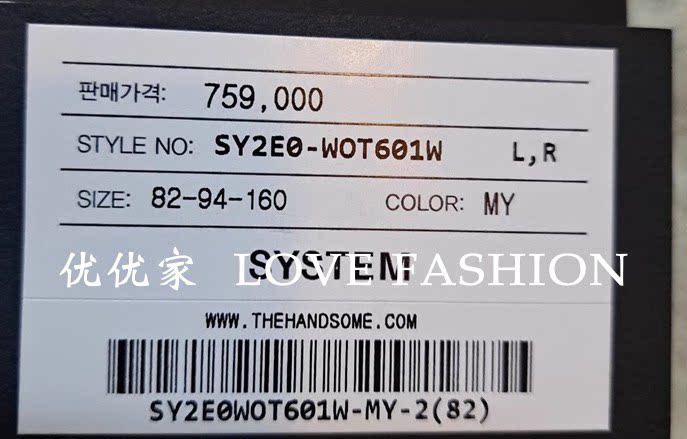 판매가격: 759,000
STYLE NO: SY2E0-WOT601W L,R
SIZE: 82-94-160 COLOR: MY
SYSTEM
优优家 LOVE FASHION
WWW.THEHANDSOME.COM
SY2E0WOT601W-MY-2(82)